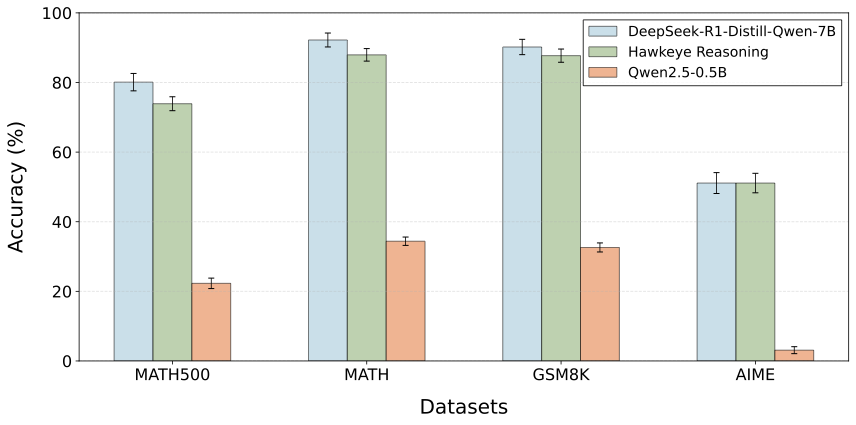 100
80
60
40
20
0
Accuracy (%)
DeepSeek-R1-Distill-Qwen-7B
Hawkeye Reasoning
Qwen2.5-0.5B
MATH500 MATH GSM8K AIME
Datasets